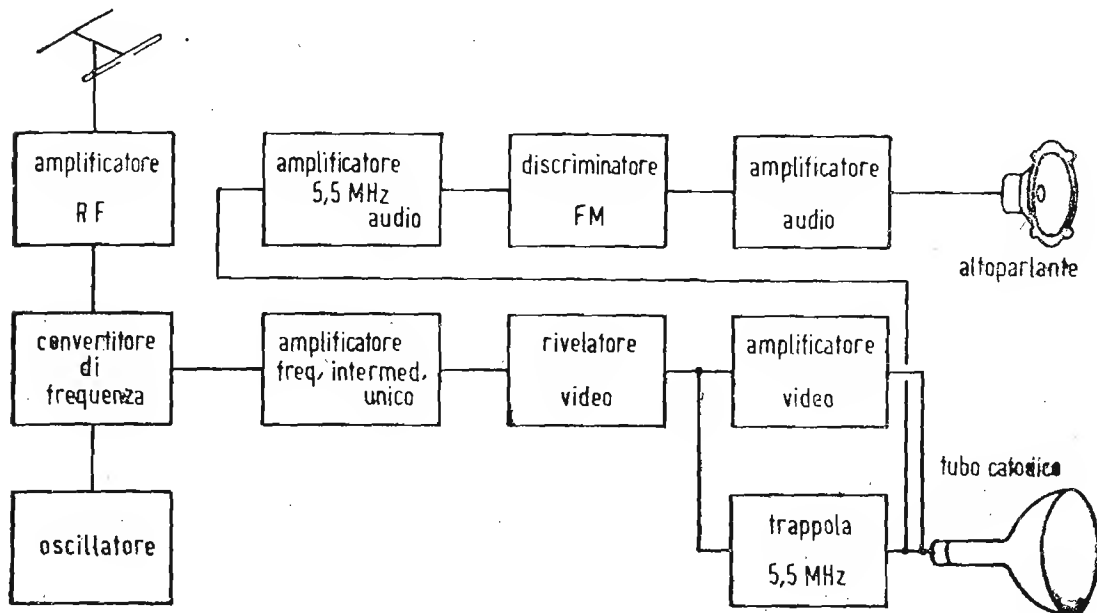 amplificatore
RF
amplificatore
5,5 MHz
audio
discriminatore
FM
amplificatore
audio
altoparlante
convertitore
di
frequenza
amplificatore
freq, intermed,
unico
rivelatore
video
amplificatore
video
tubo catodico
oscillatore
trappola
5,5 MHz